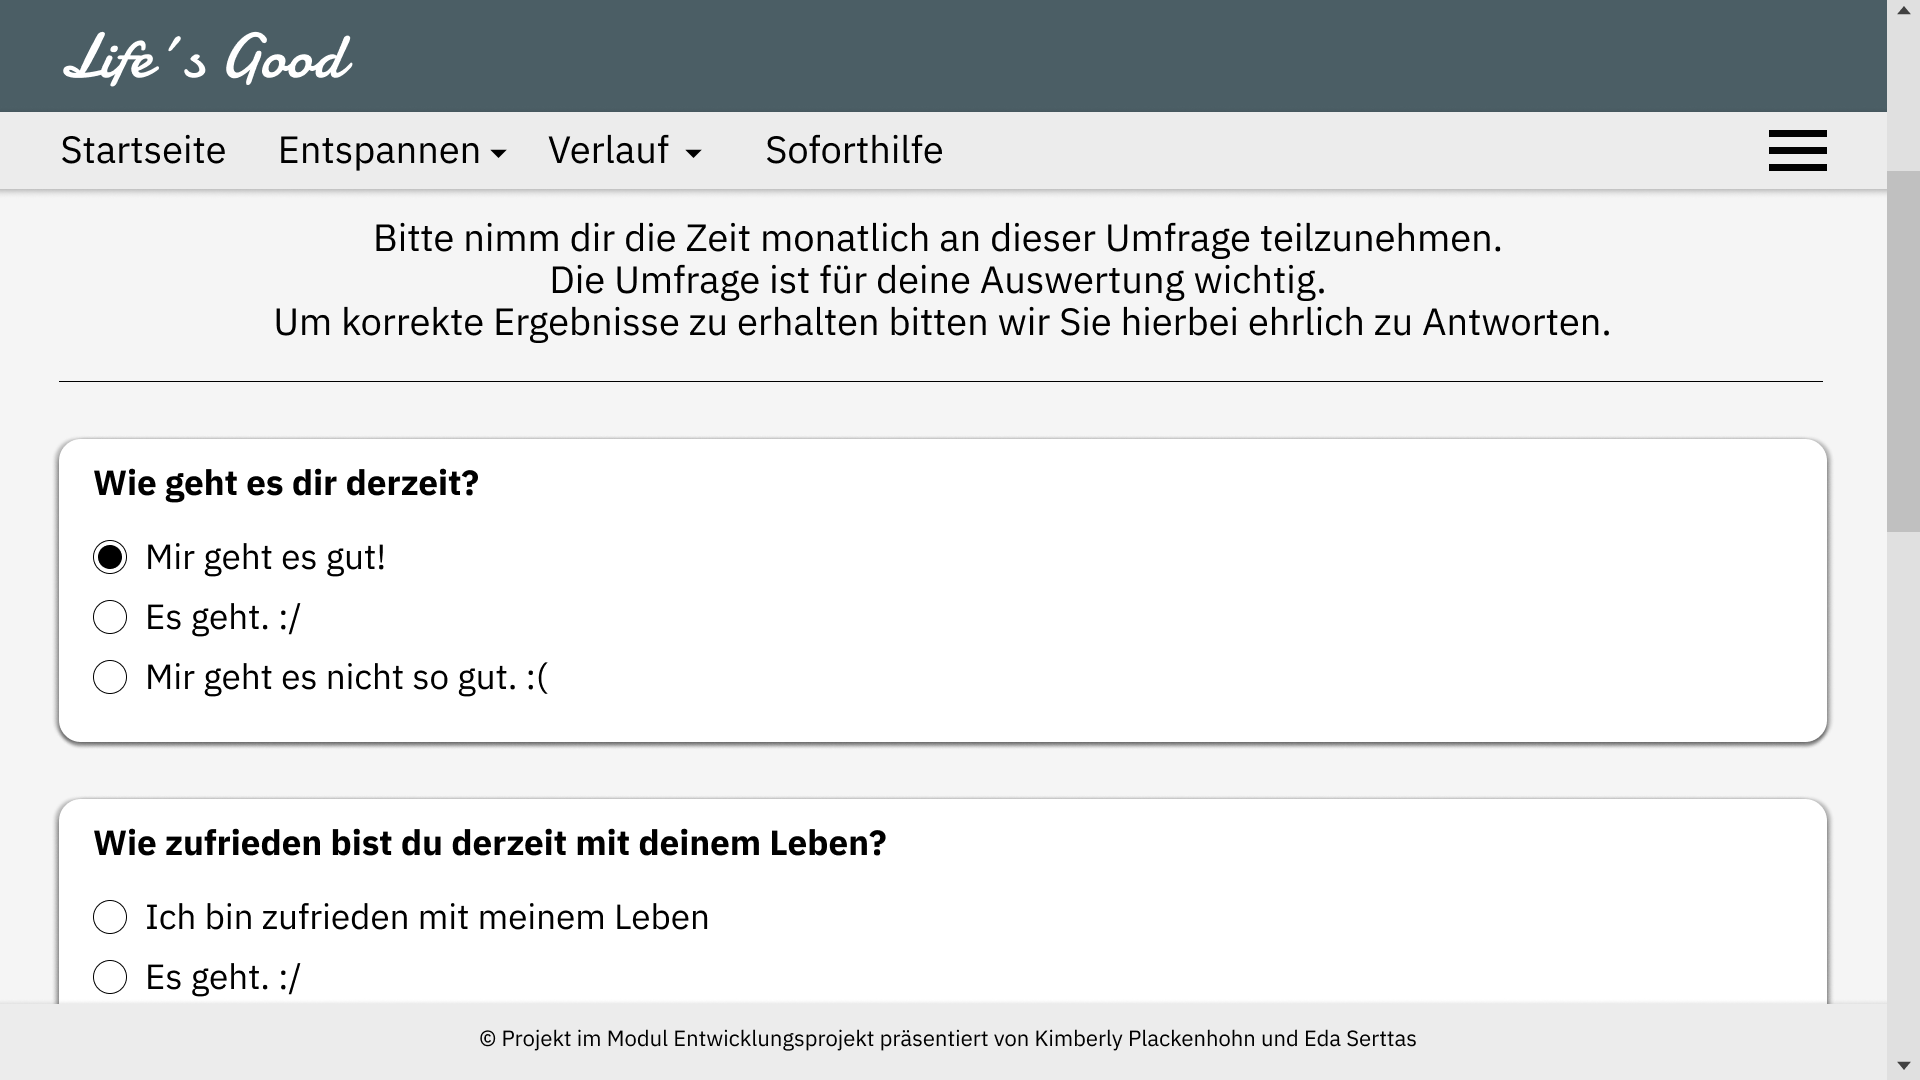 Life´s Good
Startseite Entspannen Verlauf Soforthilfe
Bitte nimm dir die Zeit monatlich an dieser Umfrage teilzunehmen.
Die Umfrage ist für deine Auswertung wichtig.
Um korrekte Ergebnisse zu erhalten bitten wir Sie hierbei ehrlich zu Antworten.
Wie geht es dir derzeit?
Mir geht es gut!
Es geht. :/
Mir geht es nicht so gut. :(
Wie zufrieden bist du derzeit mit deinem Leben?
Ich bin zufrieden mit meinem Leben
Es geht. :/
© Projekt im Modul Entwicklungsprojekt präsentiert von Kimberly Plackenhohn und Eda Serttas